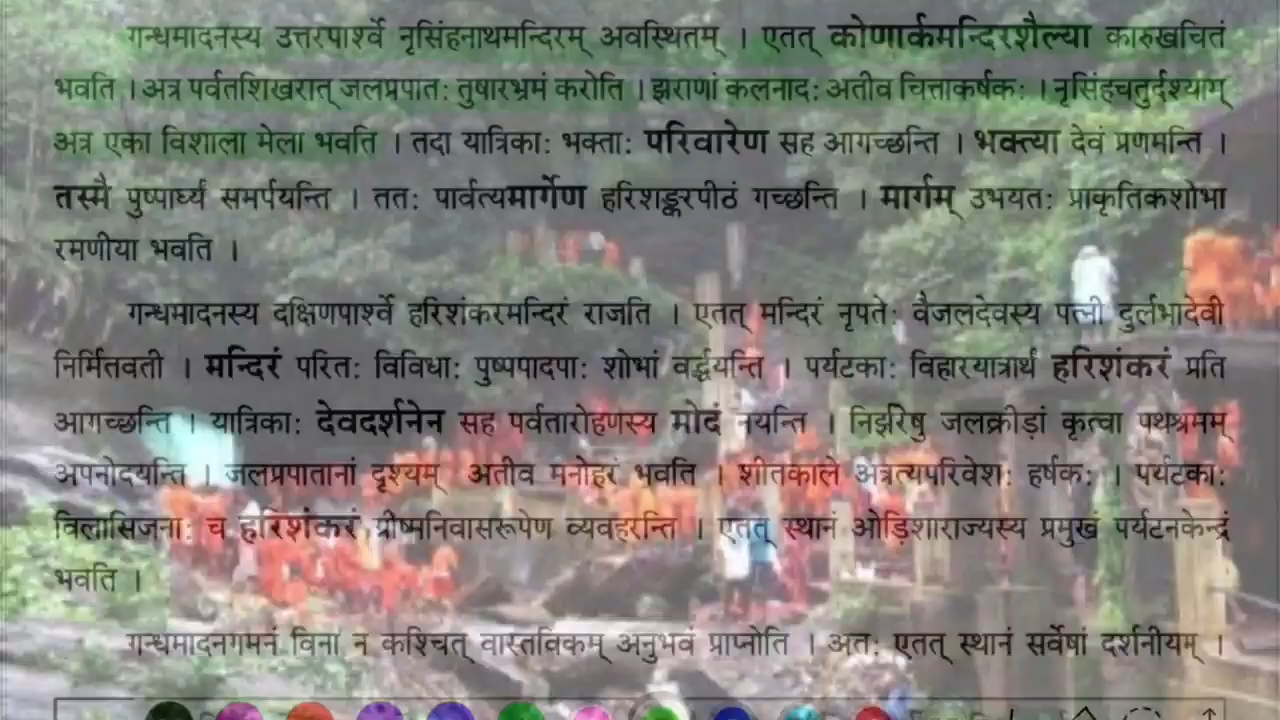 गन्धमादनस्य उत्तरपार्श्वे नृसिंहनाथमन्दिरम् अवस्थितम् । एतत् कोणार्कमन्दिरशैल्या कारुखचितं
भवति । अत्र पर्वतशिखरात् जलप्रपातः तुषारभ्रमं करोति । झराणां कलनादः अतीव चित्ताकर्षकः । नृसिंहचतुर्दश्याम्
अत्र एका विशाला मेला भवति । तदा यात्रिकाः भक्ताः परिवारेण सह आगच्छन्ति । भक्त्या देवं प्रणमन्ति ।
तस्मै पुष्पार्घ्यं समर्पयन्ति । ततः पार्वत्यमार्गेण हरिशङ्करपीठं गच्छन्ति । मार्गम् उभयतः प्राकृतिकशोभा
रमणीया भवति ।
गन्धमादनस्य दक्षिणपार्श्वे हरिशंकरमन्दिरं राजति । एतत् मन्दिरं नृपतेः वैजलदेवस्य पत्नी दुर्लभादेवी
निर्मितवती । मन्दिरं परितः विविधाः पुष्पपादपाः शोभां वर्द्धयन्ति । पर्यटकाः विहारयात्रार्थं हरिशंकरं प्रति
आगच्छन्ति । यात्रिकाः देवदर्शनेन सह पर्वतारोहणस्य मोदं नयन्ति । निर्झरेषु जलक्रीड़ां कृत्वा पथश्रमम्
अपनोदयन्ति । जलप्रपातानां दृश्यम् अतीव मनोहरं भवति । शीतकाले अत्रत्यपरिवेशः हर्षकः । पर्यटकाः
विलासिजनाः च हरिशंकरं ग्रीष्मनिवासरूपेण व्यवहरन्ति । एतत् स्थानं ओड़िशाराज्यस्य प्रमुखं पर्यटनकेन्द्रं
भवति ।
गन्धमादनगमनं विना न कश्चित् वास्तविकम् अनुभवं प्राप्नोति । अतः एतत् स्थानं सर्वेषां दर्शनीयम् ।